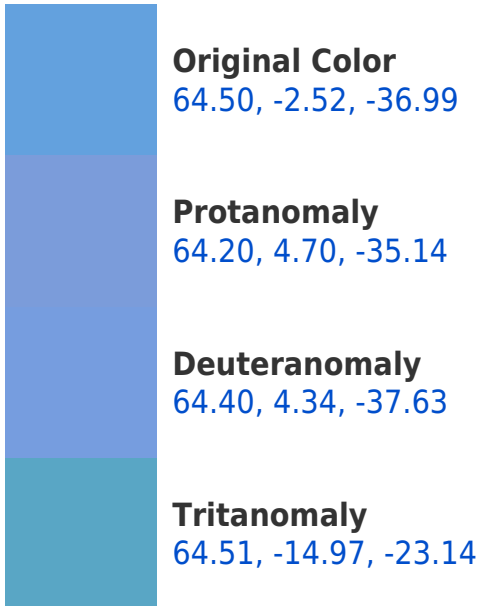 Original Color
64.50, -2.52, -36.99
Protanomaly
64.20, 4.70, -35.14
Deuteranomaly
64.40, 4.34, -37.63
Tritanomaly
64.51, -14.97, -23.14